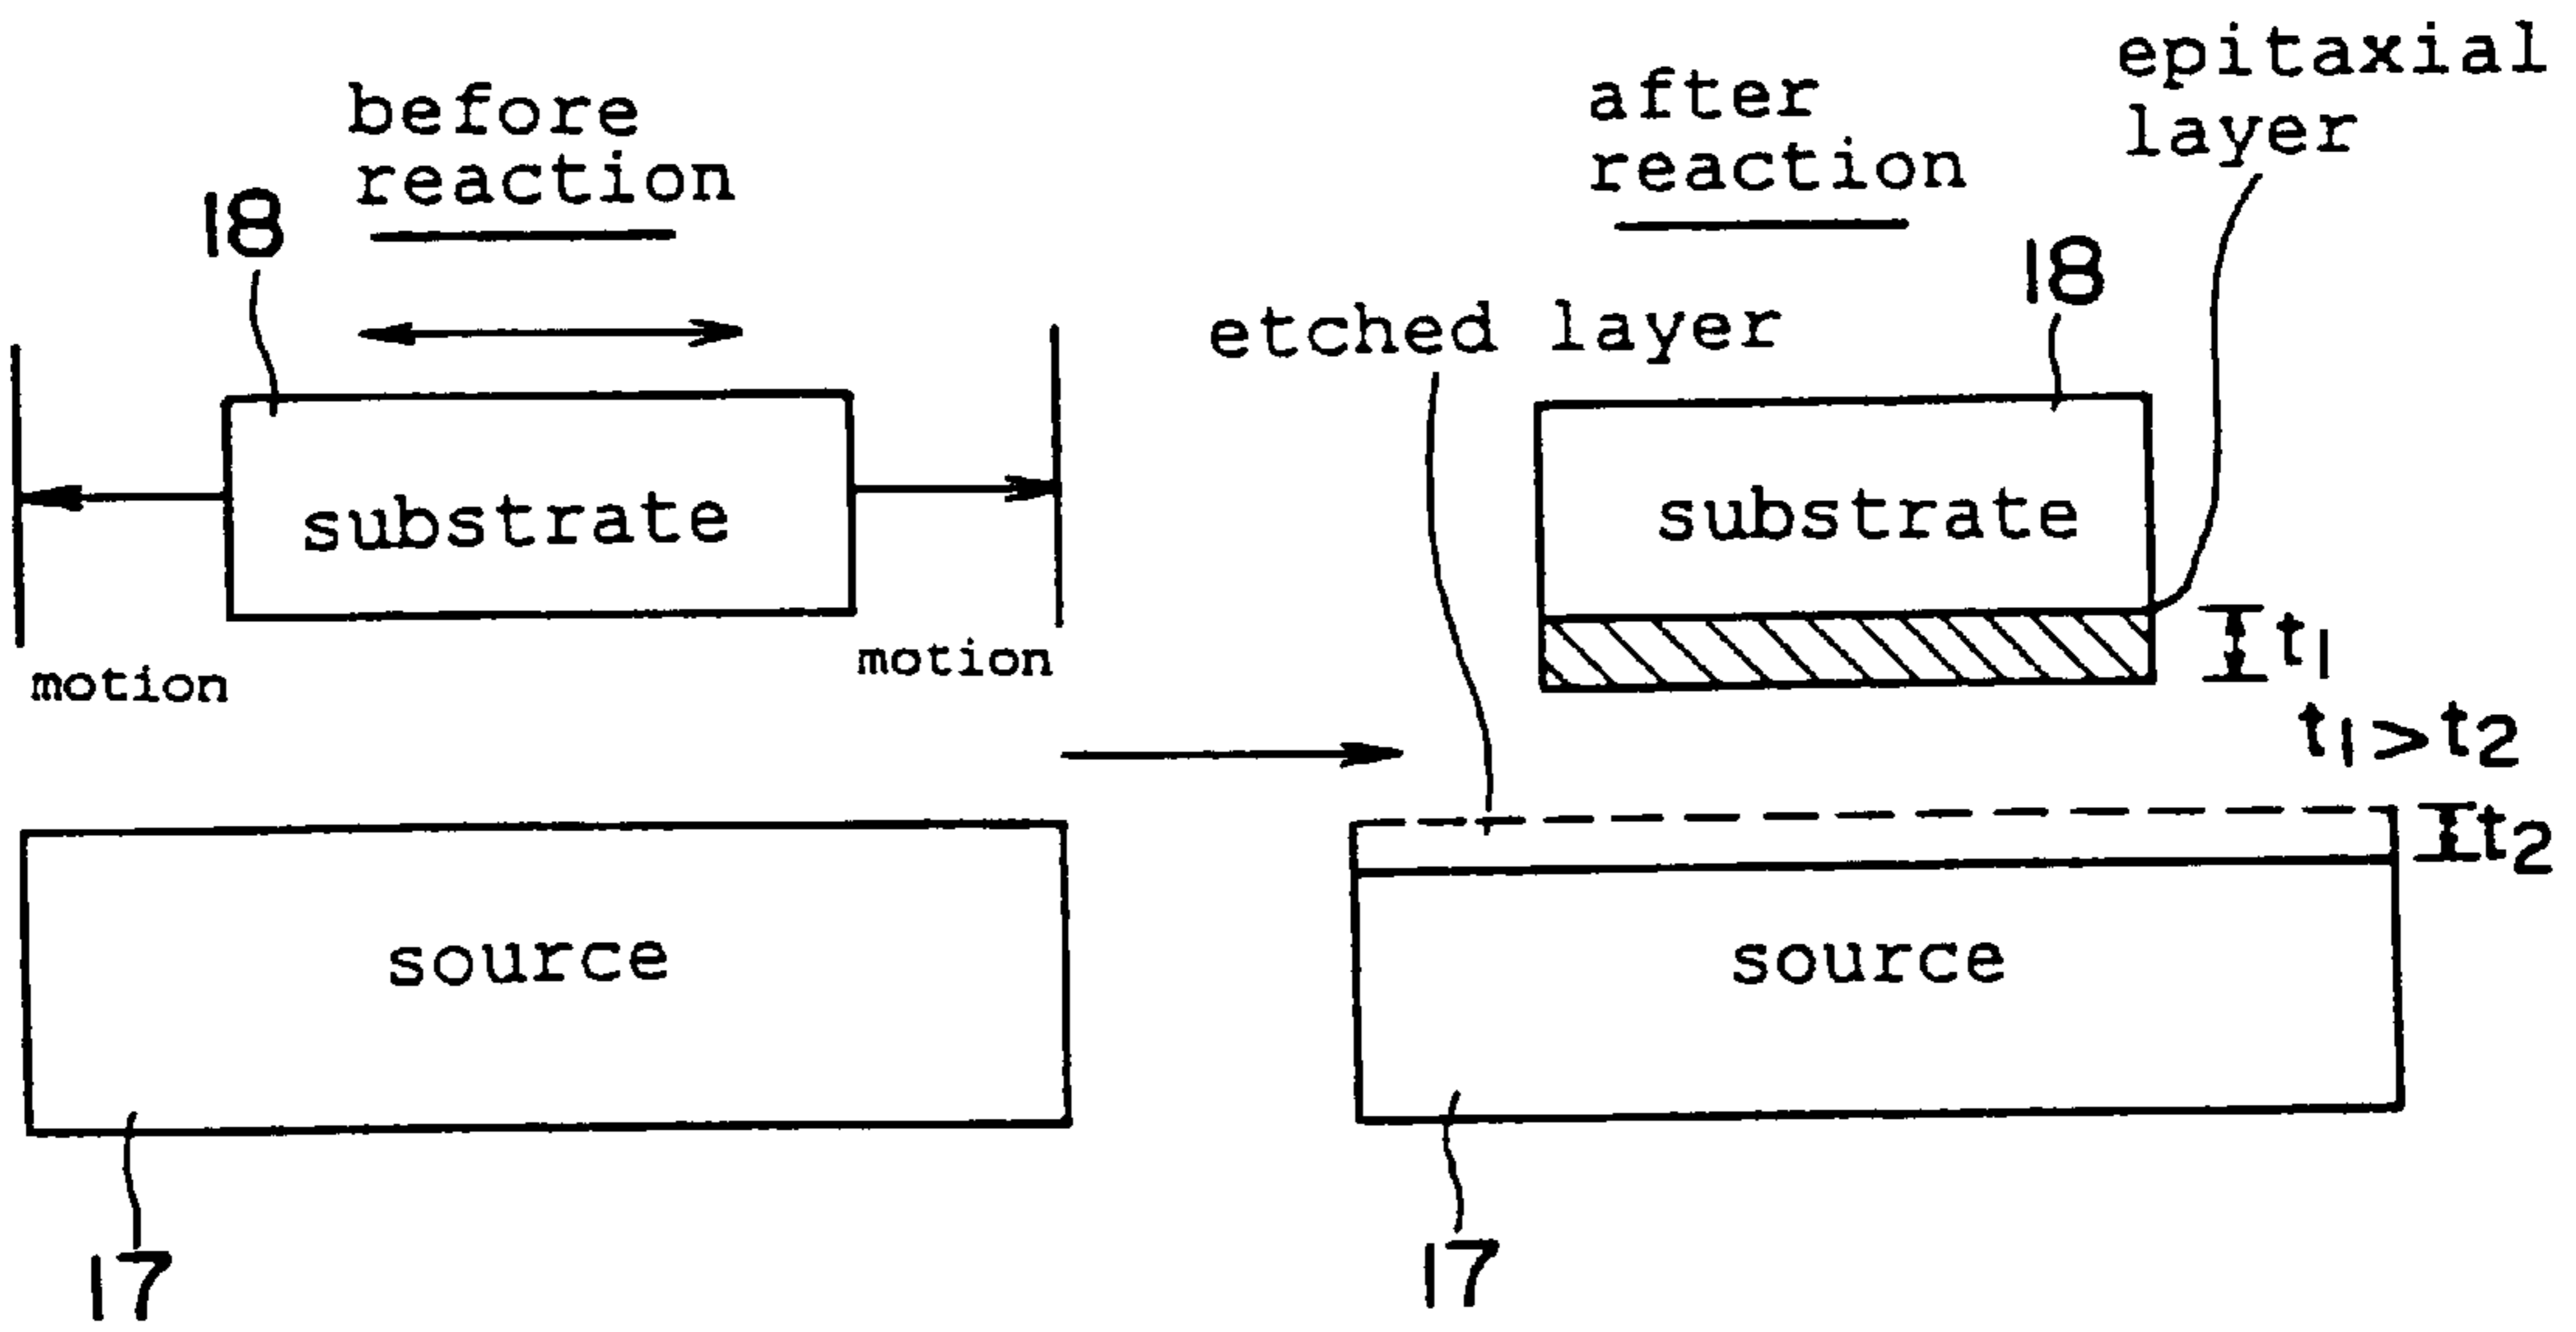 before
reaction
18
substrate
motion
motion
source
17
after
reaction
epitaxial
layer
18
etched layer
substrate
t1
t1>t2
t2
source
17